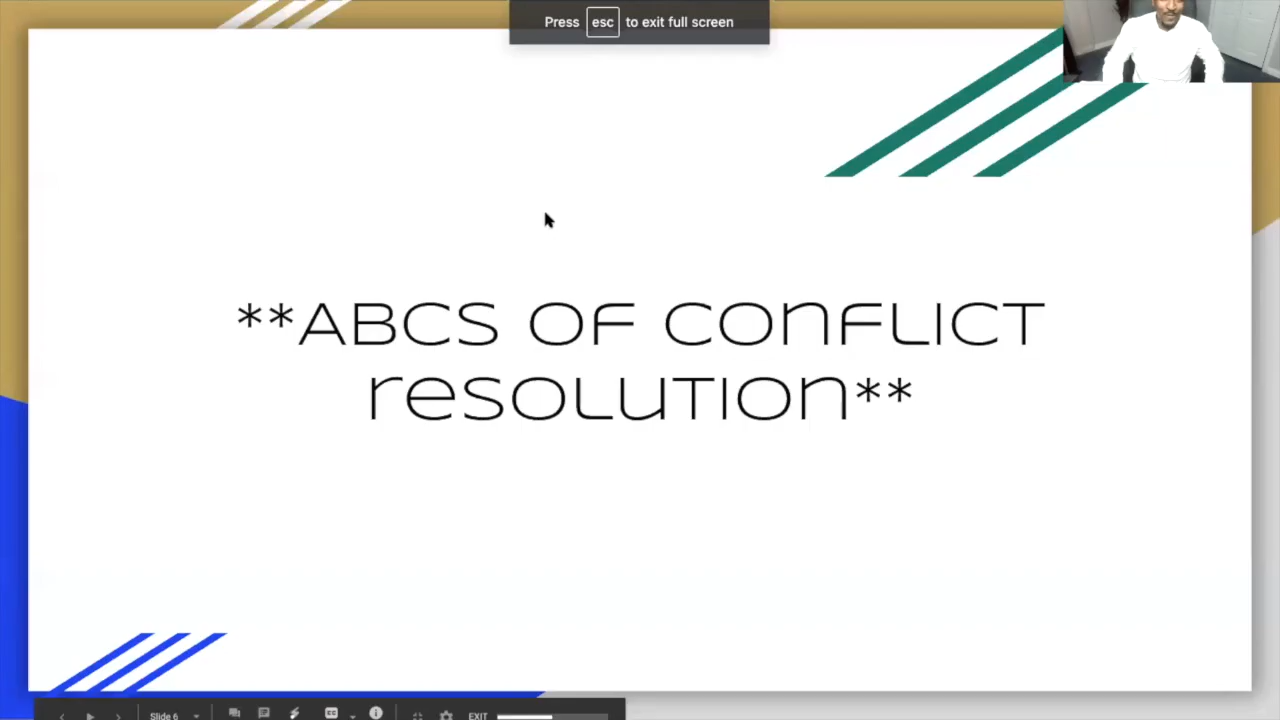 Press esc to exit full screen
**ABCs OF CONFLICT
RESOLUTION**
Slide 6 EXIT